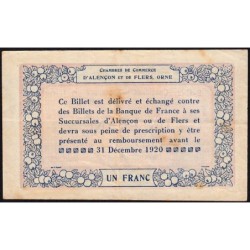 CHAMBRE DE COMMERCE
D'ALENÇON ET DE FLERS, ORNE
Ce Billet est délivré et échangé contre
des Billets de la Banque de France à ses
Succursales d'Alençon ou de Flers et
devra sous peine de prescription y être
présenté au remboursement avant le
31 Décembre 1920
UN FRANC